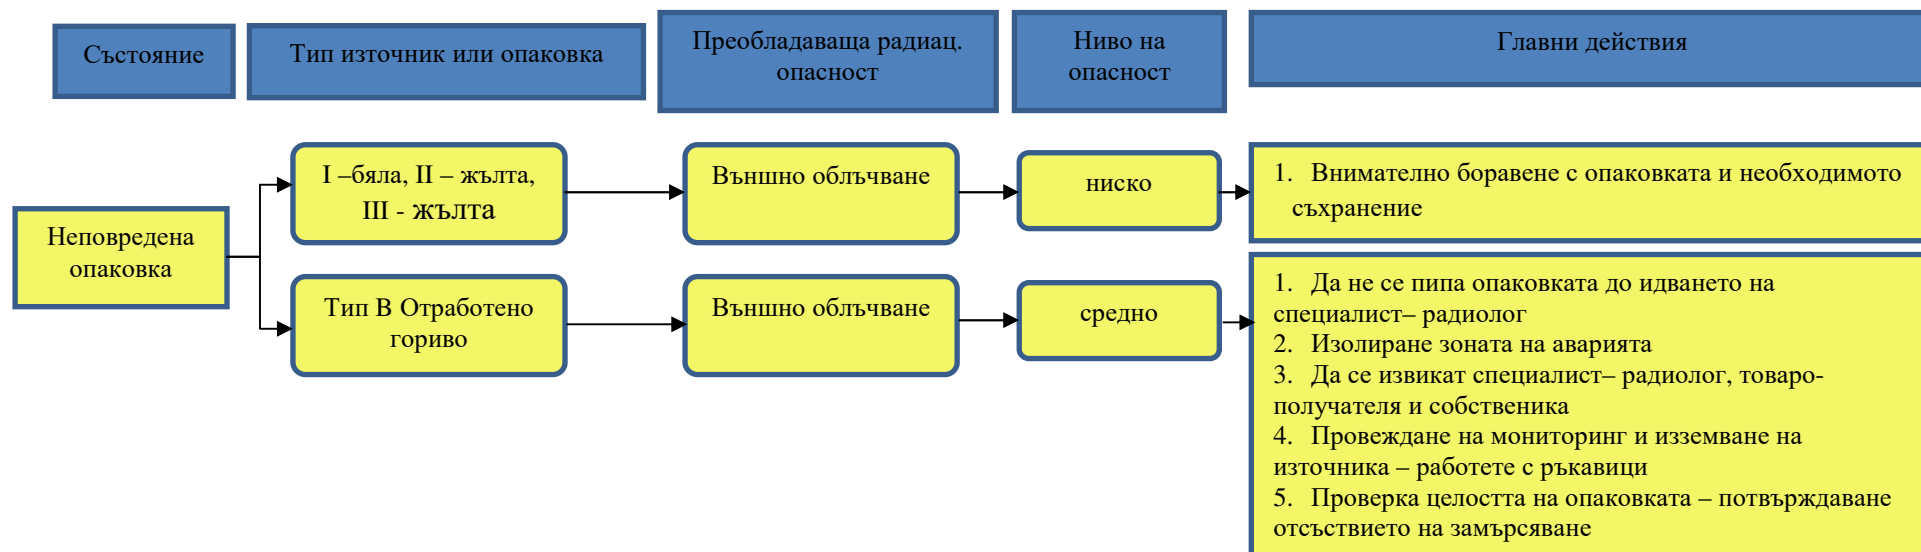 Състояние
Тип източник или опаковка
Преобладаваща радиац.
опасност
Ниво на
опасност
Главни действия
Неповредена
опаковка
I –бяла, II – жълта,
III - жълта
Външно облъчване
ниско
1. Внимателно боравене с опаковката и необходимото
съхранение
Тип В Отработено
гориво
Външно облъчване
средно
1. Да не се пипа опаковката до идването на
специалист– радиолог
2. Изолиране зоната на аварията
3. Да се извикат специалист– радиолог, товаро-
получателя и собственика
4. Провеждане на мониторинг и изземване на
източника – работете с ръкавици
5. Проверка целостта на опаковката – потвърждаване
отсъствието на замърсяване